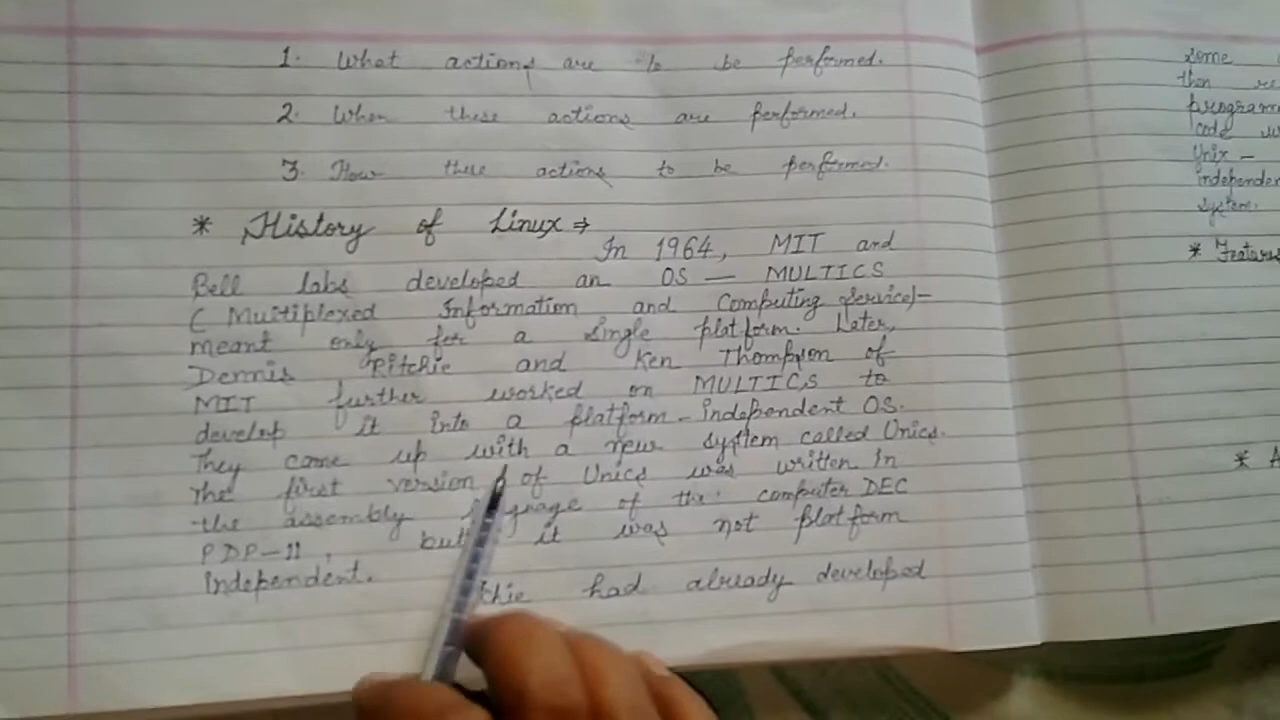 1. What actions are to be performed.
2. When these actions are performed.
3. How these actions to be performed.
* History of Linux ⇒
In 1964, MIT and
Bell labs developed an OS — MULTICS
( Multiplexed Information and Computing Service)-
meant only for a single platform. Later,
Dennis Ritchie and Ken Thompson of
MIT further worked on MULTICS to
develop it into a platform-independent OS.
They come up with a new system called Unics.
The first version of Unics was written in
the assembly guage of the computer DEC
PDP-11, but it was not platform
Independent.
had already developed
some
then
program
code
Unix -
independen
system.
* Features
* A